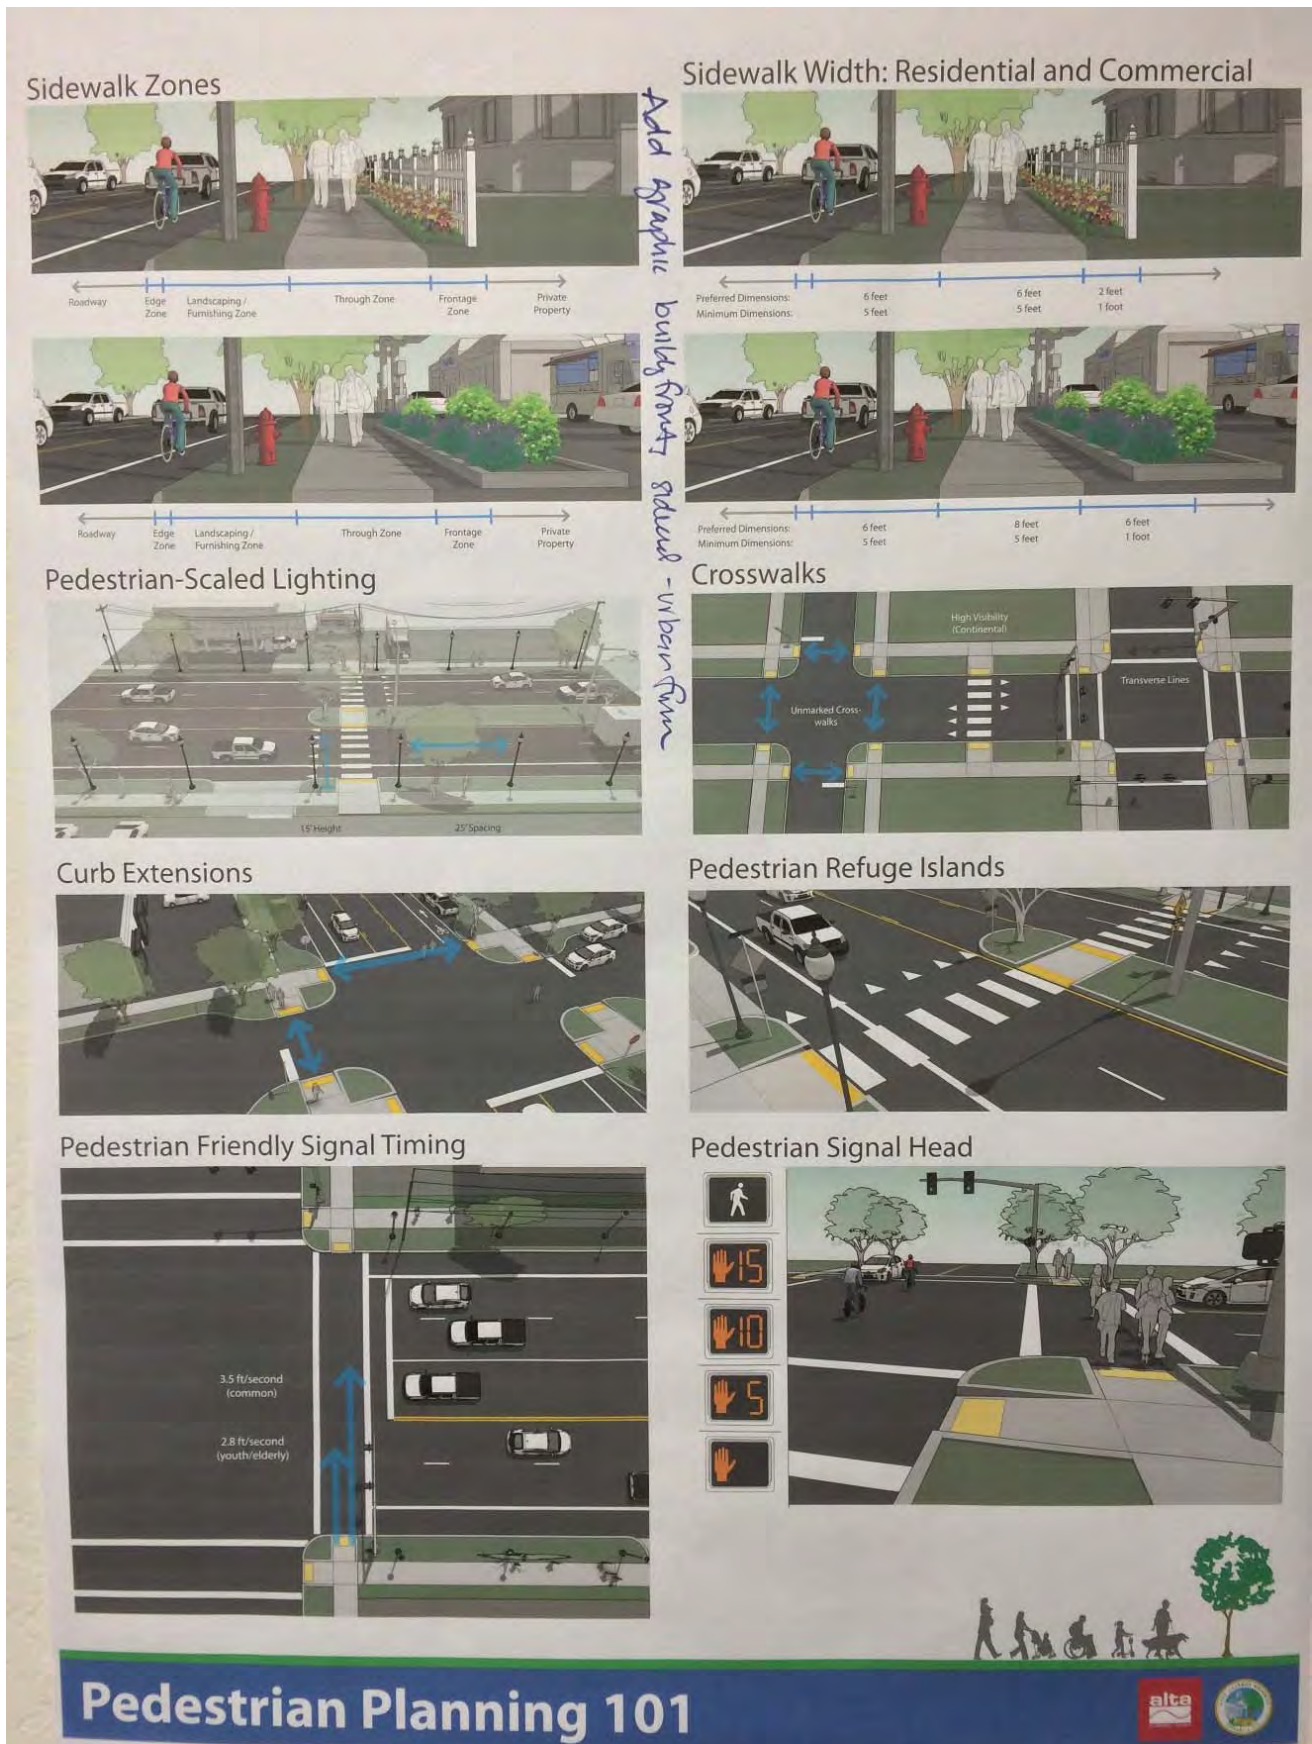 Sidewalk Zones
Roadway
Edge
Zone
Landscaping /
Furnishing Zone
Through Zone
Frontage
Zone
Private
Property
Roadway
Edge
Zone
Landscaping /
Furnishing Zone
Through Zone
Frontage
Zone
Private
Property
Add graphic
Sidewalk Width: Residential and Commercial
Preferred Dimensions: 6 feet 6 feet 2 feet
Minimum Dimensions: 5 feet 5 feet 1 foot
Preferred Dimensions: 6 feet 8 feet 6 feet
Minimum Dimensions: 5 feet 5 feet 1 foot
Pedestrian-Scaled Lighting
15' Height
25' Spacing
Crosswalks
High Visibility
(Continental)
Unmarked Cross-
walks
Transverse Lines
Curb Extensions
Pedestrian Refuge Islands
Pedestrian Friendly Signal Timing
3.5 ft/second
(common)
2.8 ft/second
(youth/elderly)
Pedestrian Signal Head
15
10
5
Pedestrian Planning 101
alta